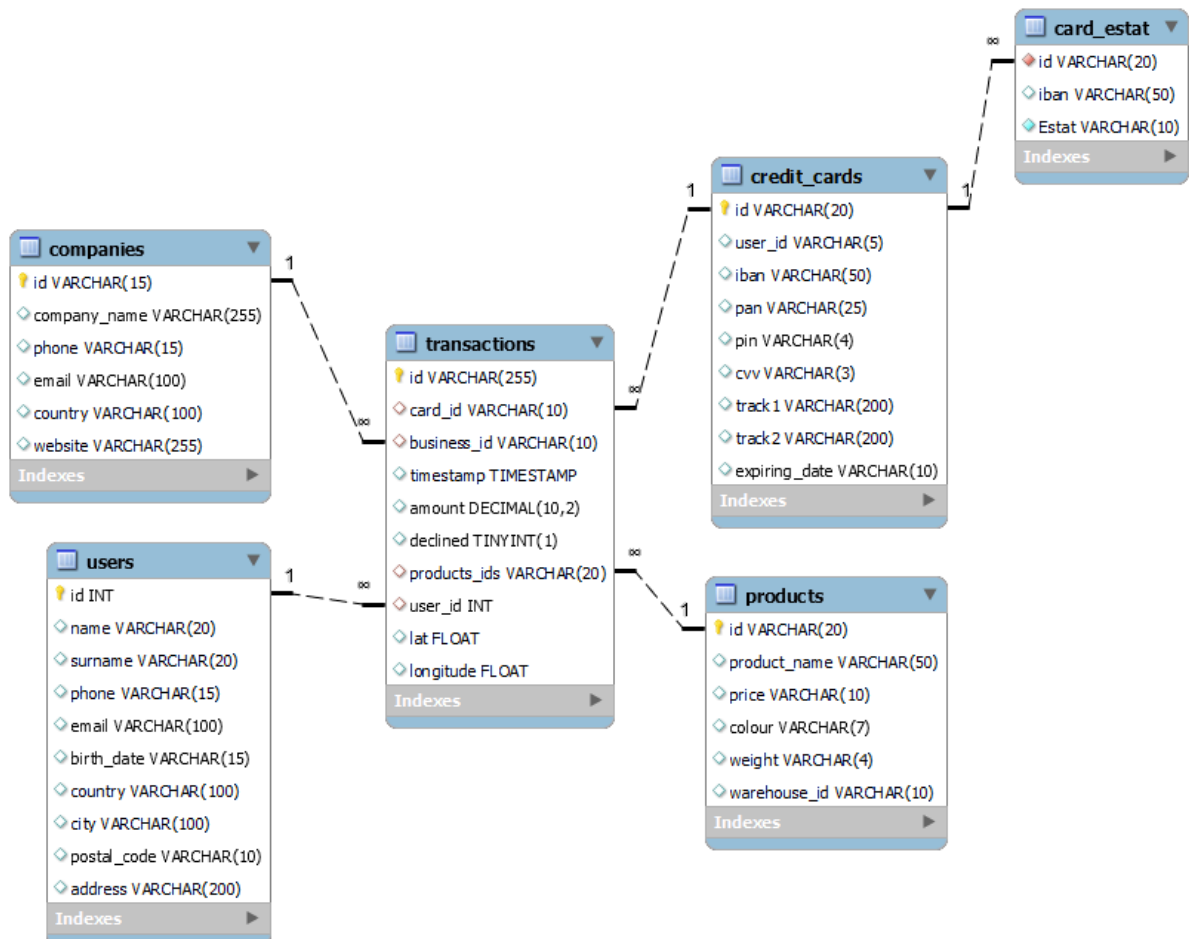 card_estat
id VARCHAR(20)
iban VARCHAR(50)
Estat VARCHAR(10)
Indexes
∞
1
credit_cards
id VARCHAR(20)
user_id VARCHAR(5)
iban VARCHAR(50)
pan VARCHAR(25)
pin VARCHAR(4)
cvv VARCHAR(3)
track1 VARCHAR(200)
track2 VARCHAR(200)
expiring_date VARCHAR(10)
Indexes
1
∞
companies
id VARCHAR(15)
company_name VARCHAR(255)
phone VARCHAR(15)
email VARCHAR(100)
country VARCHAR(100)
website VARCHAR(255)
Indexes
1
∞
transactions
id VARCHAR(255)
card_id VARCHAR(10)
business_id VARCHAR(10)
timestamp TIMESTAMP
amount DECIMAL(10,2)
declined TINYINT(1)
products_ids VARCHAR(20)
user_id INT
lat FLOAT
longitude FLOAT
Indexes
users
id INT
name VARCHAR(20)
surname VARCHAR(20)
phone VARCHAR(15)
email VARCHAR(100)
birth_date VARCHAR(15)
country VARCHAR(100)
city VARCHAR(100)
postal_code VARCHAR(10)
address VARCHAR(200)
Indexes
1
∞
∞
1
products
id VARCHAR(20)
product_name VARCHAR(50)
price VARCHAR(10)
colour VARCHAR(7)
weight VARCHAR(4)
warehouse_id VARCHAR(10)
Indexes